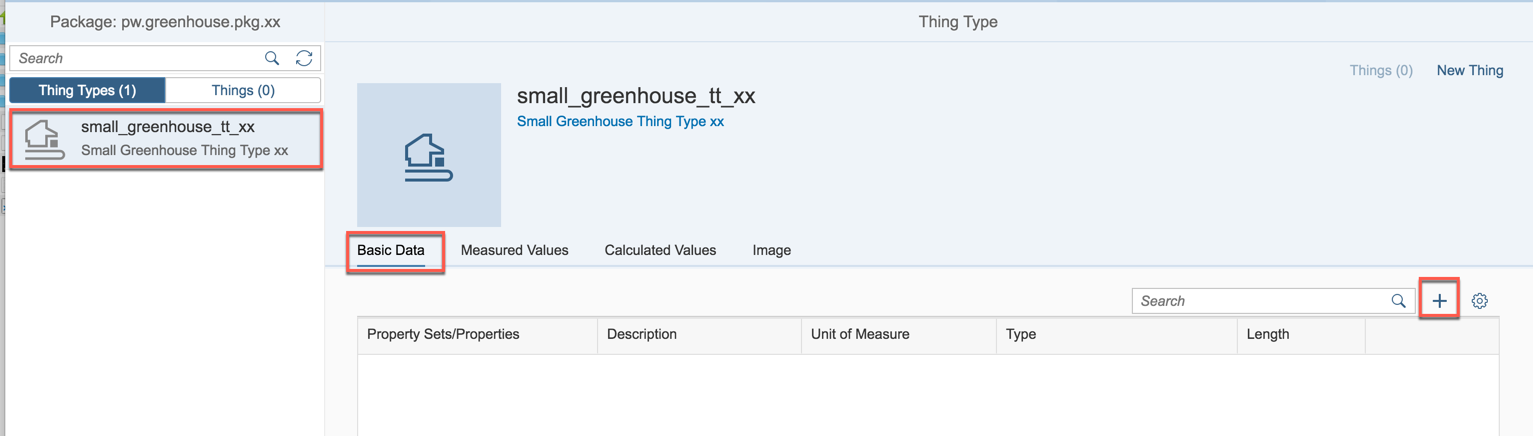 Package: pw.greenhouse.pkg.xx
Thing Type
Search
Thing Types (1)
Things (0)
small_greenhouse_tt_xx
Small Greenhouse Thing Type xx
Things (0)
New Thing
small_greenhouse_tt_xx
Small Greenhouse Thing Type xx
Basic Data
Measured Values
Calculated Values
Image
Search
Property Sets/Properties
Description
Unit of Measure
Type
Length